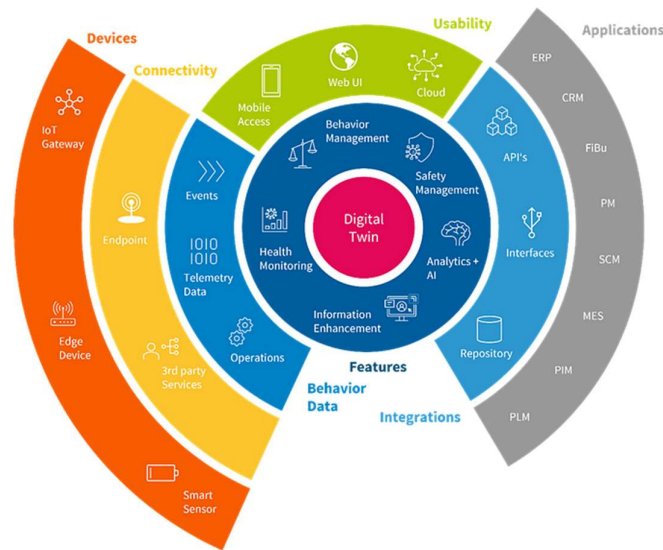 Devices
Connectivity
Usability
Applications
IoT
Gateway
Edge
Device
Smart
Sensor
Endpoint
3rd party
Services
Events
1010
1010
Telemetry
Data
Operations
Behavior
Data
Mobile
Access
Web UI
Cloud
Behavior
Management
Safety
Management
Health
Monitoring
Analytics +
AI
Information
Enhancement
Digital
Twin
Features
API's
Interfaces
Repository
Integrations
ERP
CRM
FiBu
PM
SCM
MES
PIM
PLM